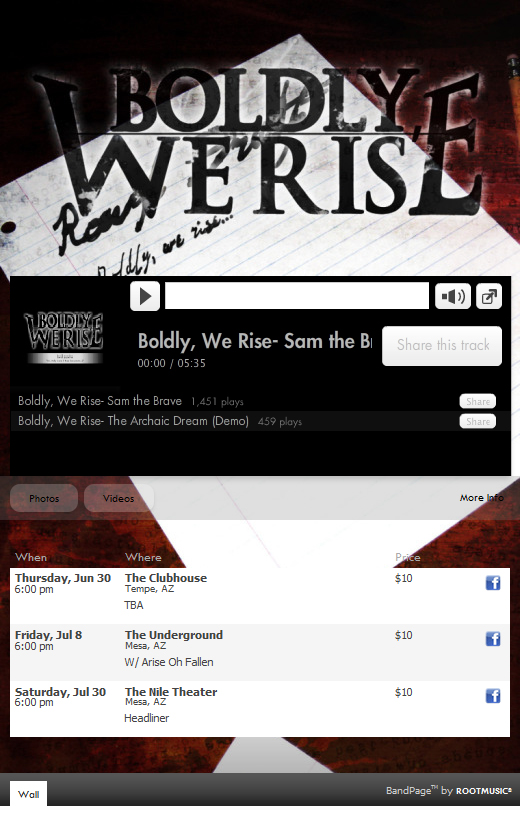 BOLDLY,
WE RISE
Boldly, we rise...
BOLDLY
WE RISE
Boldly, We Rise- Sam the Br
Share this track
00:00 / 05:35
Boldly, We Rise- Sam the Brave 1,451 plays Share
Boldly, We Rise- The Archaic Dream (Demo) 459 plays Share
Photos Videos More Info
When Where Price
Thursday, Jun 30 The Clubhouse $10
6:00 pm Tempe, AZ
TBA
Friday, Jul 8 The Underground $10
6:00 pm Mesa, AZ
W/ Arise Oh Fallen
Saturday, Jul 30 The Nile Theater $10
6:00 pm Mesa, AZ
Headliner
Wall BandPage™ by ROOTMUSIC®